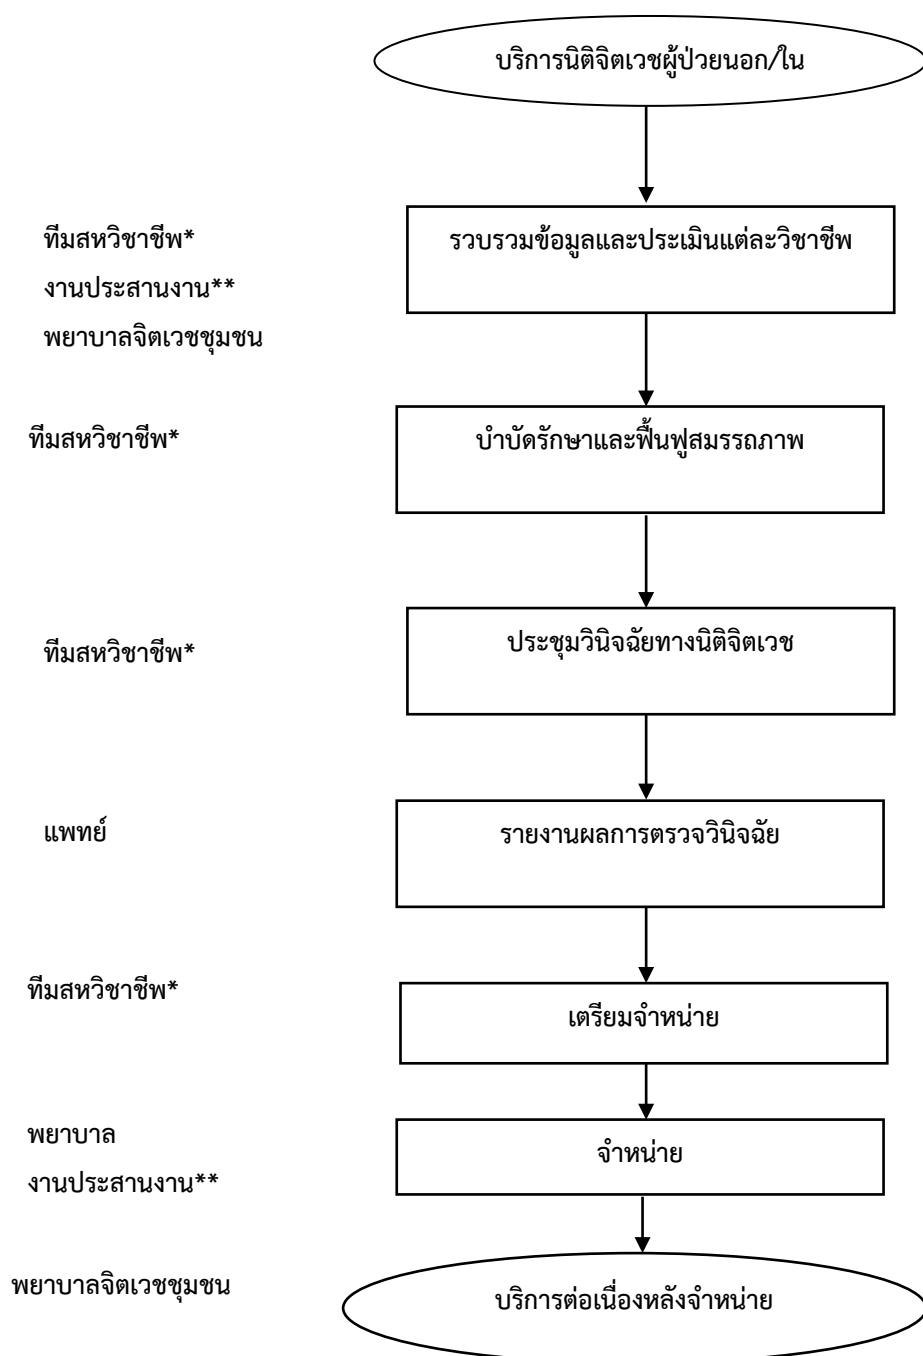 บริการนิติจิตเวชผู้ป่วยนอก/ใน
ทีมสหวิชาชีพ*
งานประสานงาน**
พยาบาลจิตเวชชุมชน
รวบรวมข้อมูลและประเมินแต่ละวิชาชีพ
ทีมสหวิชาชีพ*
บำบัดรักษาและฟื้นฟูสมรรถภาพ
ทีมสหวิชาชีพ*
ประชุมวินิจฉัยทางนิติจิตเวช
แพทย์
รายงานผลการตรวจวินิจฉัย
ทีมสหวิชาชีพ*
เตรียมจำหน่าย
พยาบาล
งานประสานงาน**
จำหน่าย
พยาบาลจิตเวชชุมชน
บริการต่อเนื่องหลังจำหน่าย